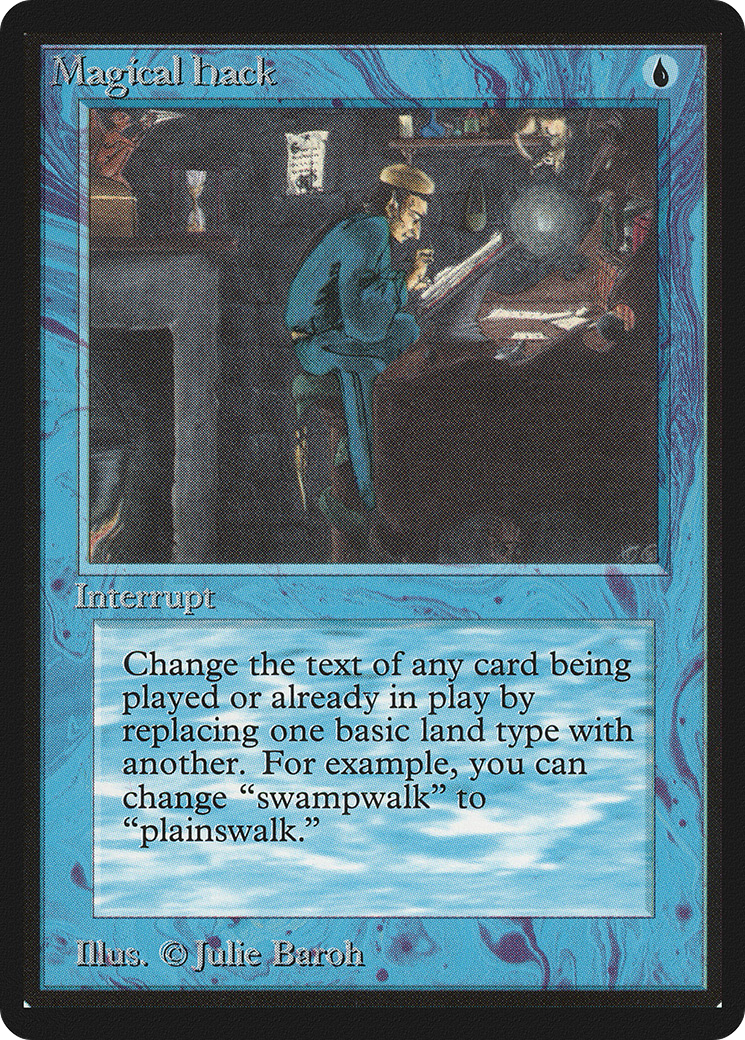 Magical Hack
Interrupt
Change the text of any card being
played or already in play by
replacing one basic land type with
another. For example, you can
change “swampwalk” to
“plainswalk.”
Illus. © Julie Baroh